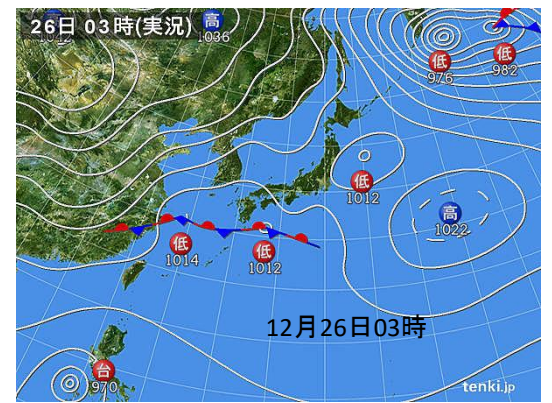 26日 03時(実況)
高
1036
低
976
低
982
低
1012
高
1022
低
1014
低
1012
12月26日03時
台
970
tenki.jp